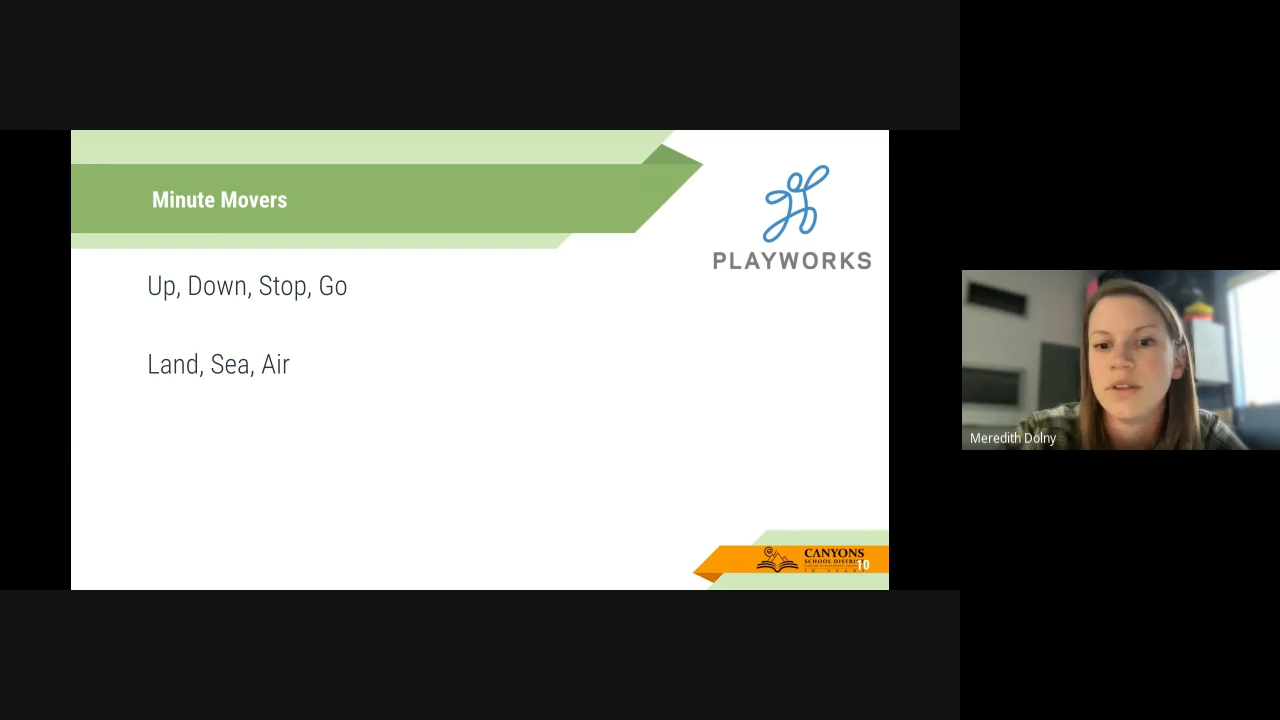 Minute Movers
PLAYWORKS
Up, Down, Stop, Go
Land, Sea, Air
Meredith Dolny
CANYONS
SCHOOL DISTRICT
10